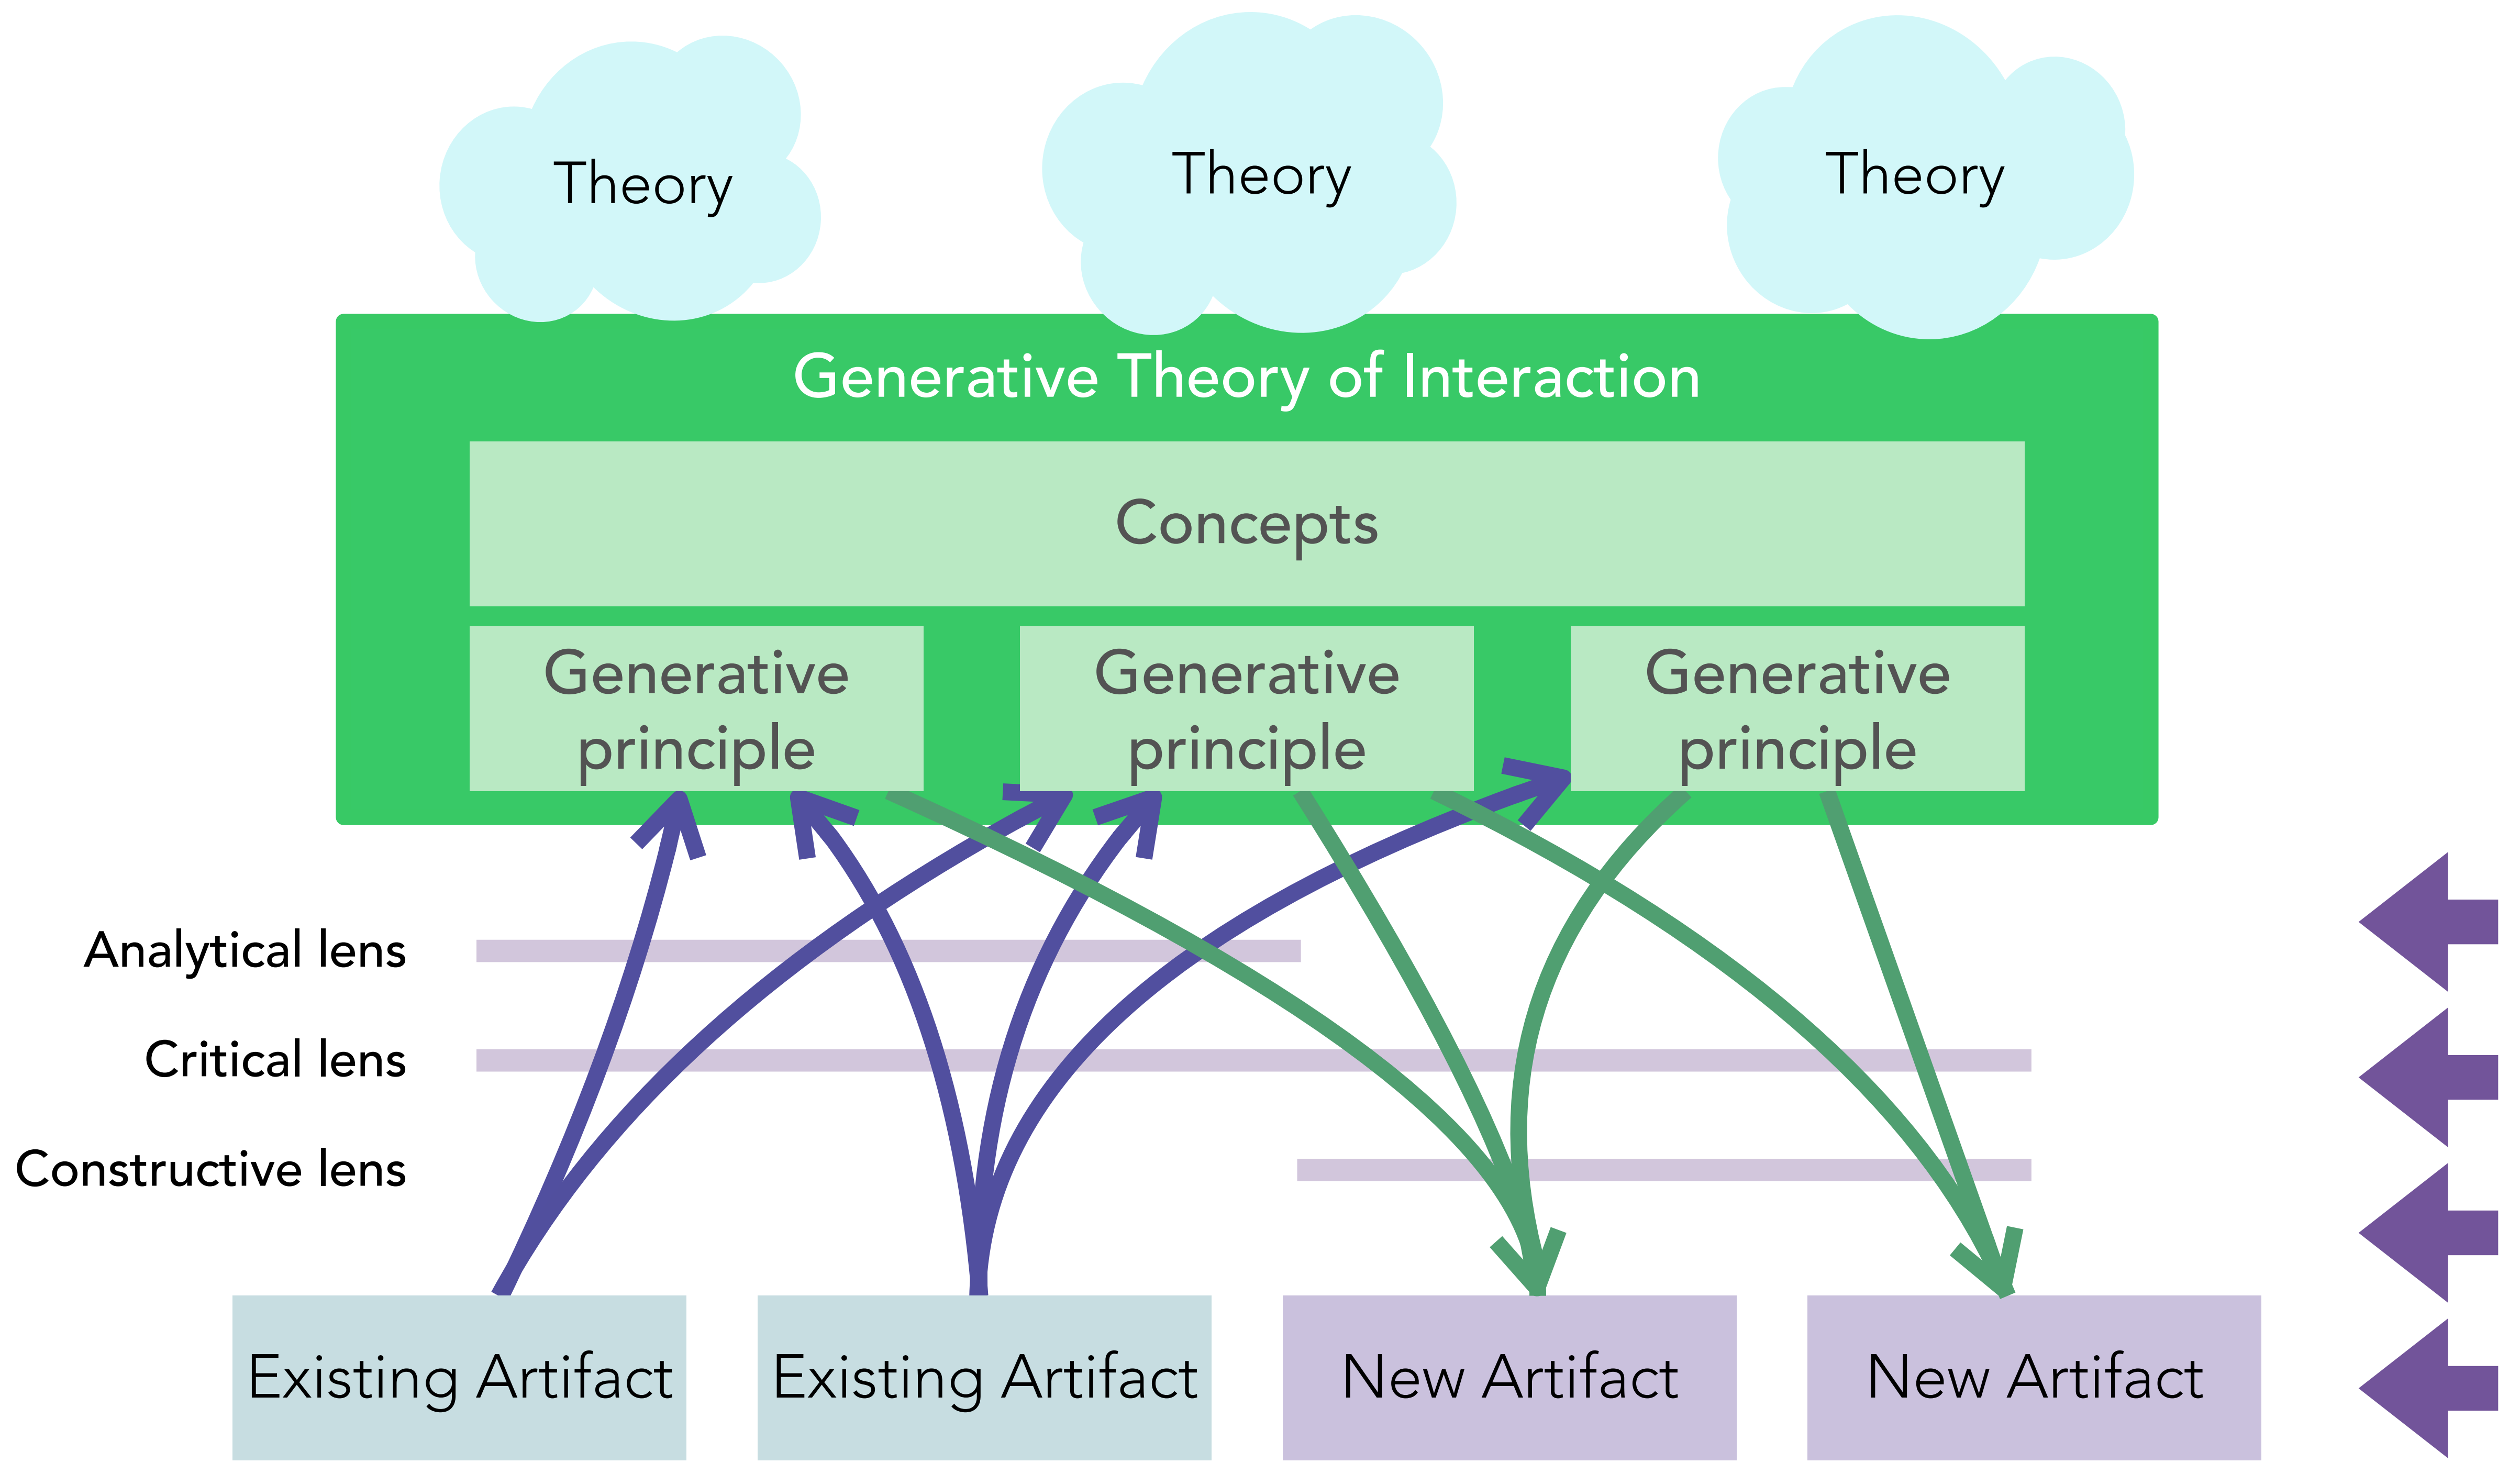 Theory
Theory
Theory
Generative Theory of Interaction
Concepts
Generative
principle
Generative
principle
Generative
principle
Analytical lens
Critical lens
Constructive lens
Existing Artifact
Existing Artifact
New Artifact
New Artifact